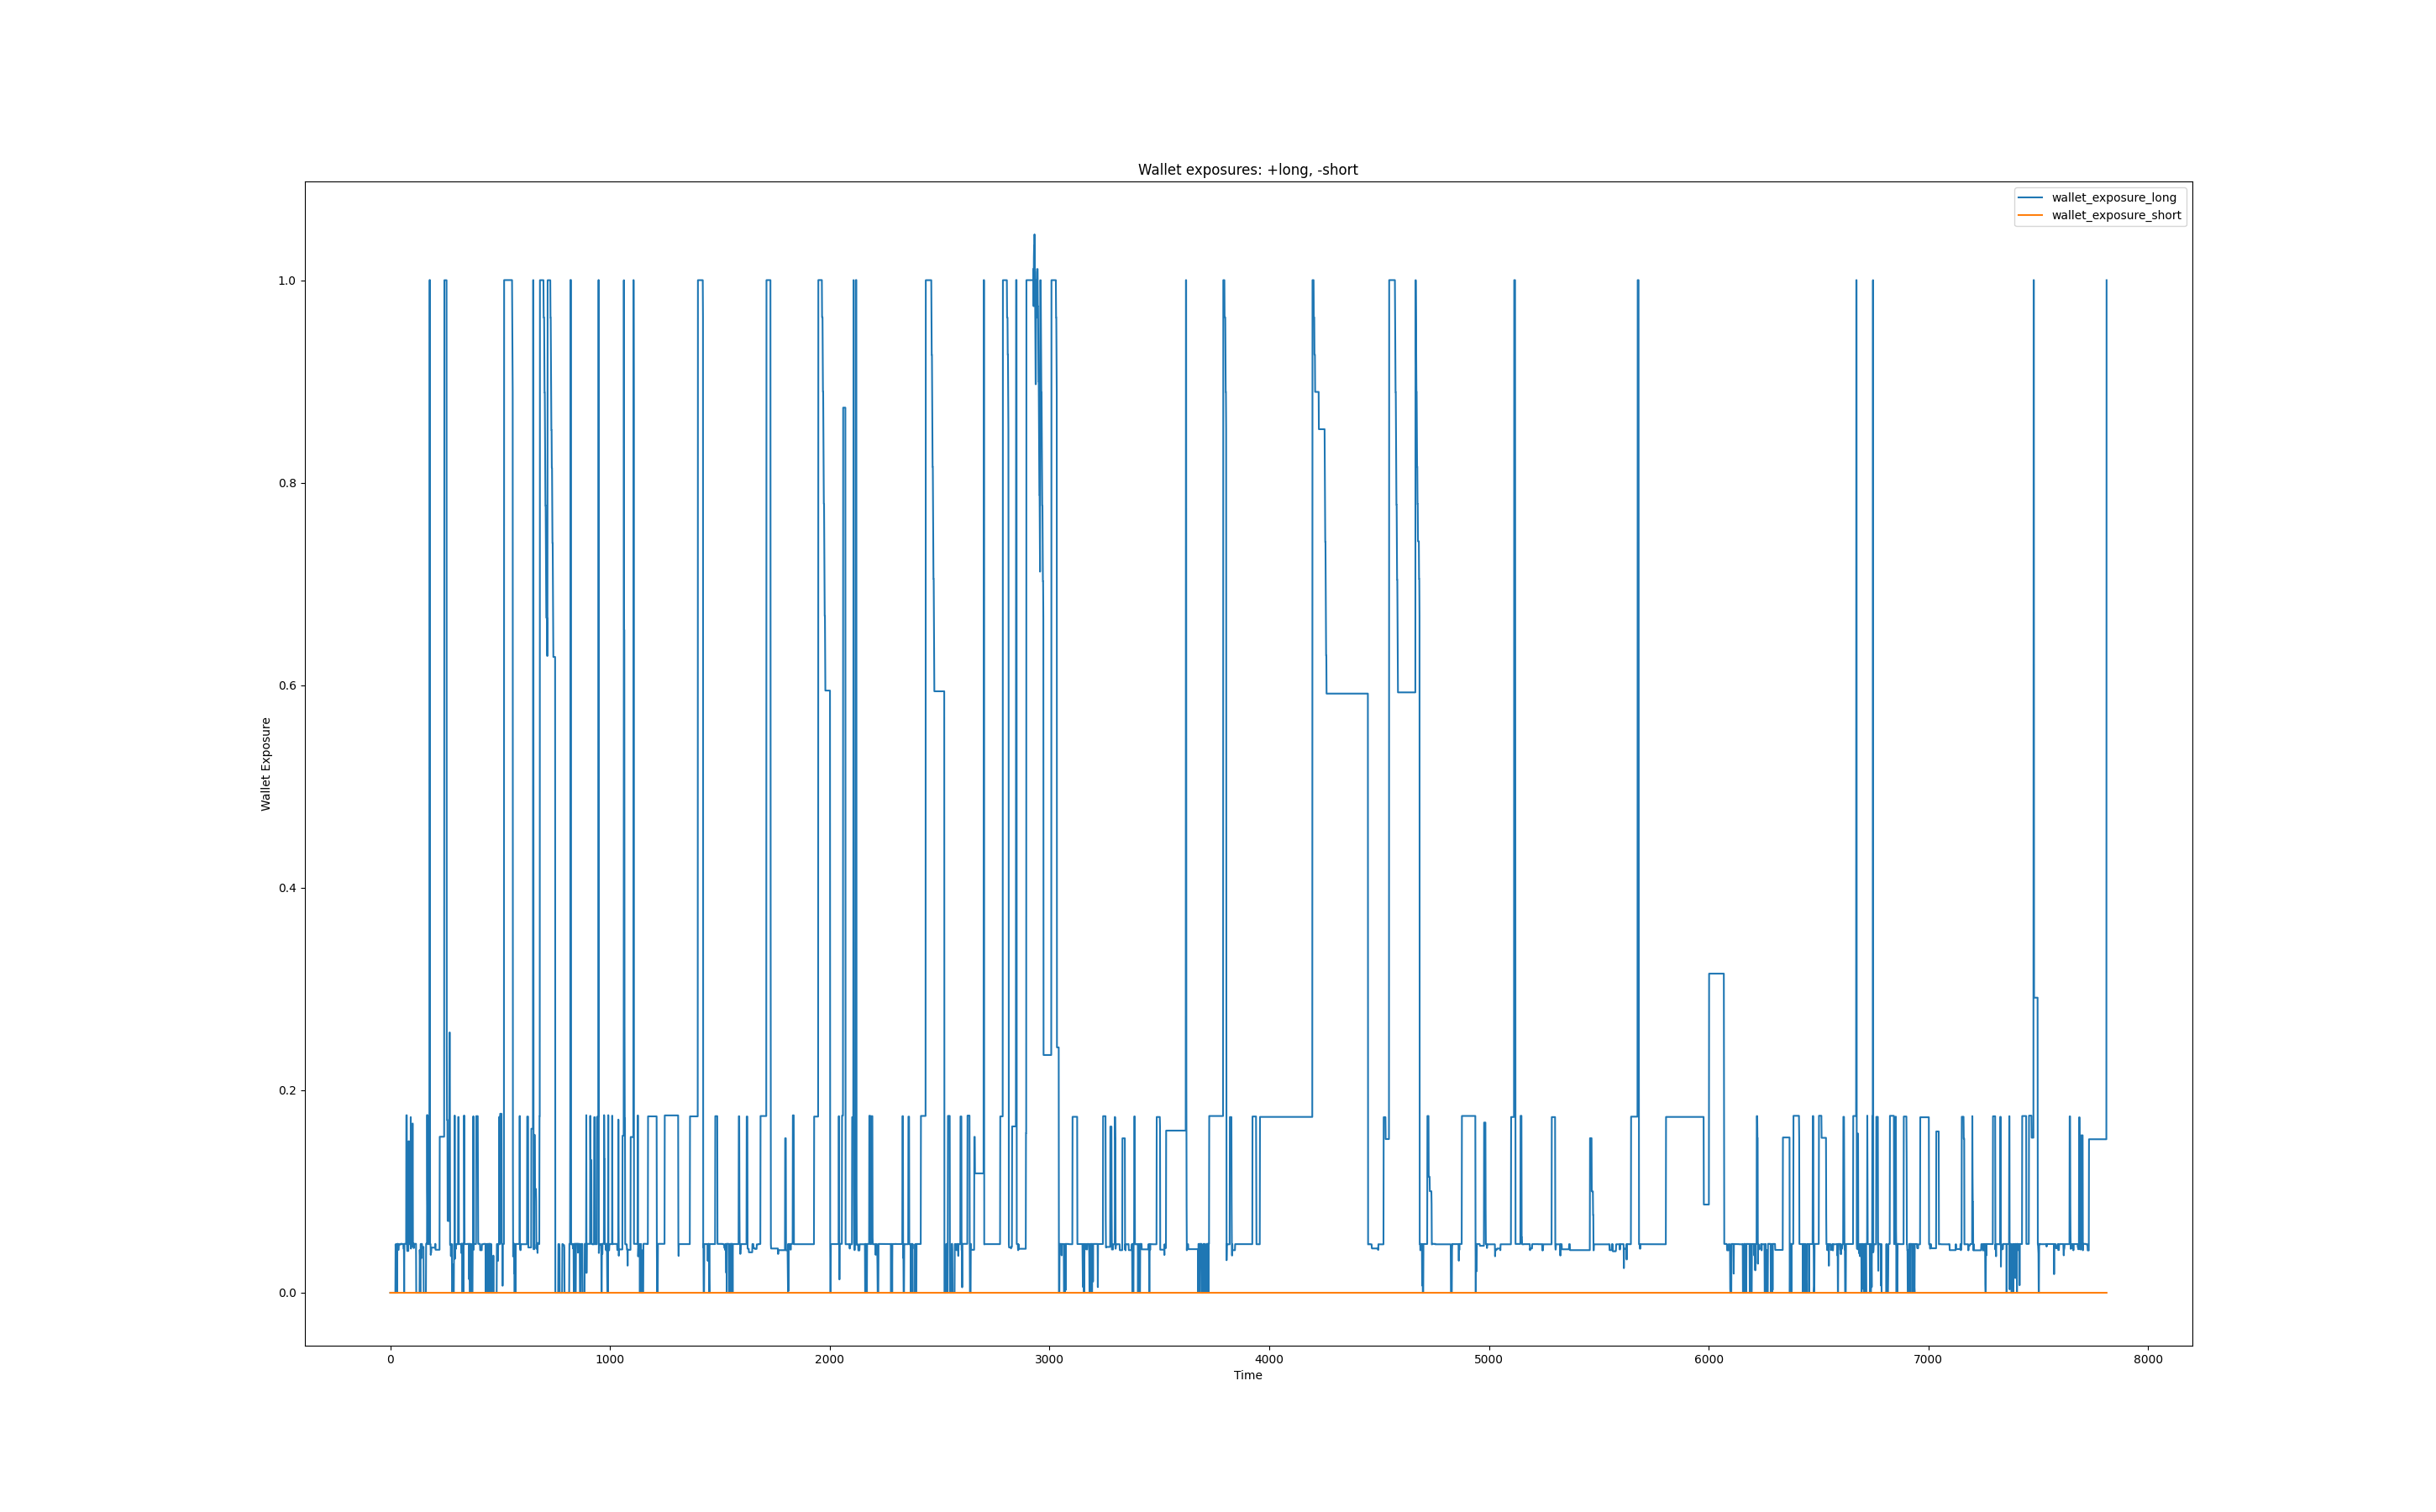 Wallet exposures: +long, -short
wallet_exposure_long
wallet_exposure_short
1.0
0.8
0.6
0.4
0.2
0.0
Wallet Exposure
0 1000 2000 3000 4000 5000 6000 7000 8000
Time